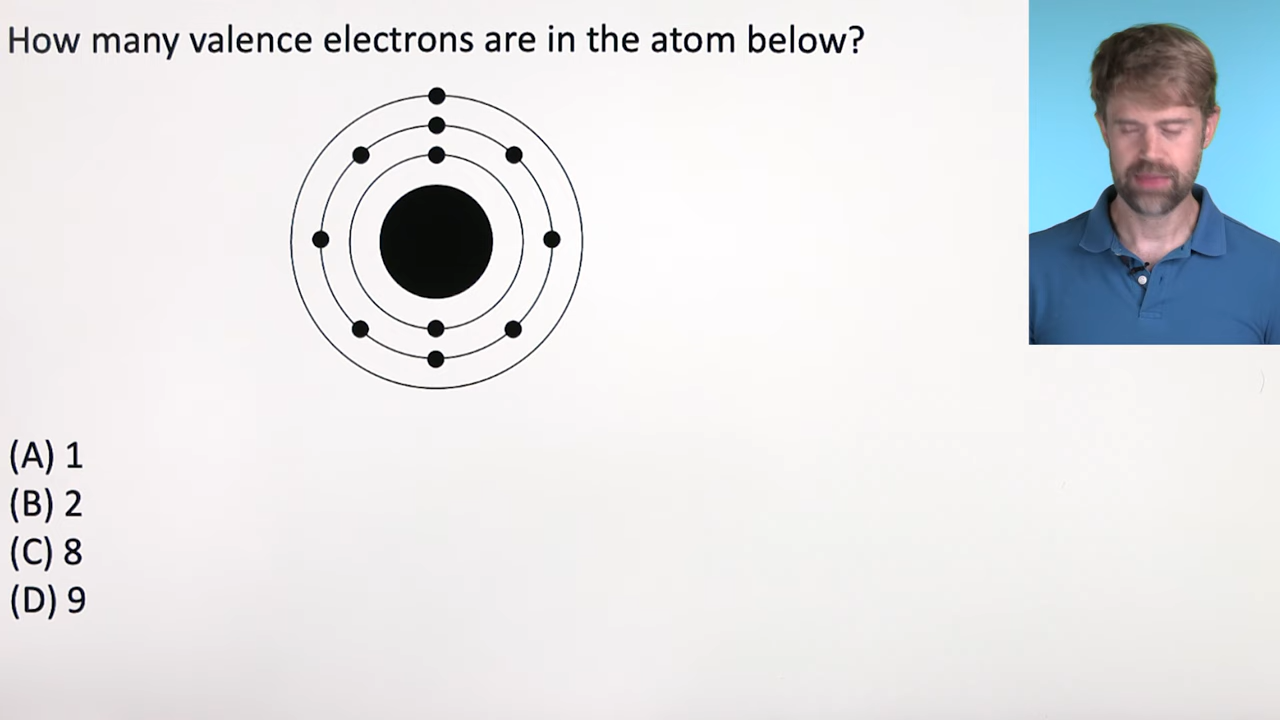 How many valence electrons are in the atom below?
(A) 1
(B) 2
(C) 8
(D) 9